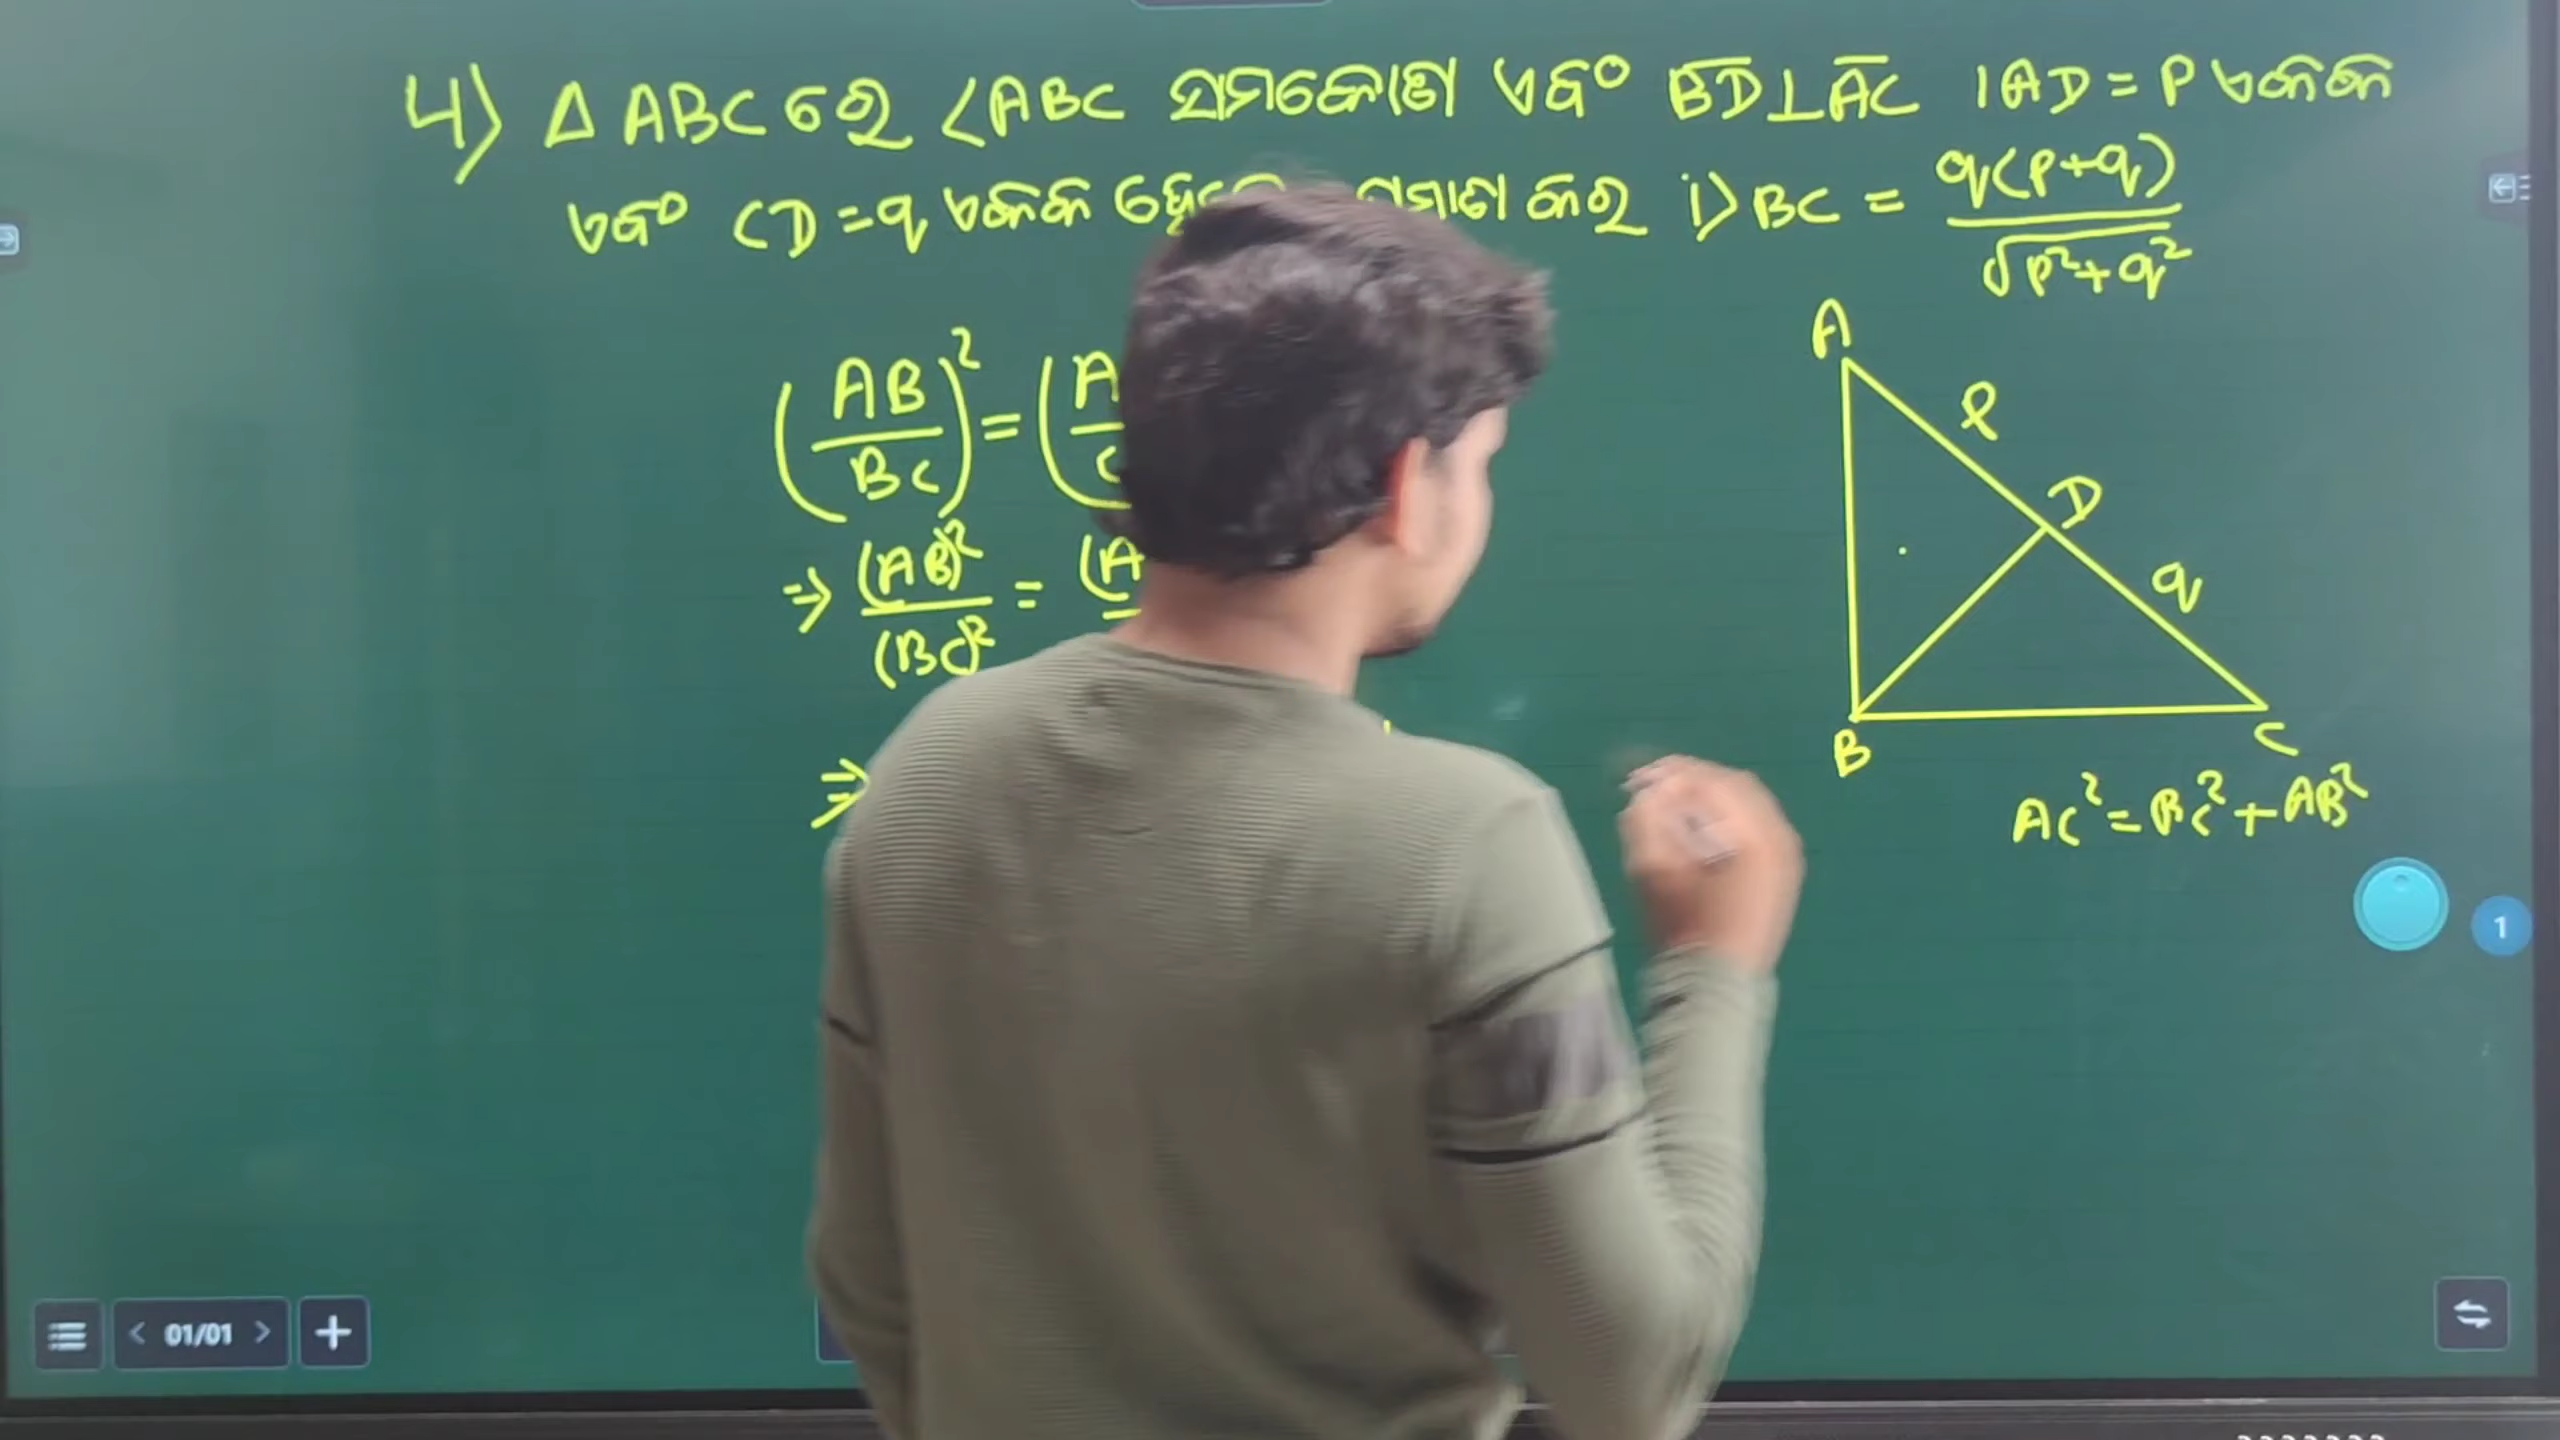 4) Δ ABC ରେ <ABC ସମକୋଣ ଏବଂ BD⊥AC । AD = P ଏକକ
ଏବଂ CD = q ଏକକ କର i) BC = q(p+q) / √p²+q²
(AB/BC)² = (A
⇒ (AB)²/(BC)² = (A
⇒
A
P
D
q
B
C
AC² = BC² + AB²
1
01/01